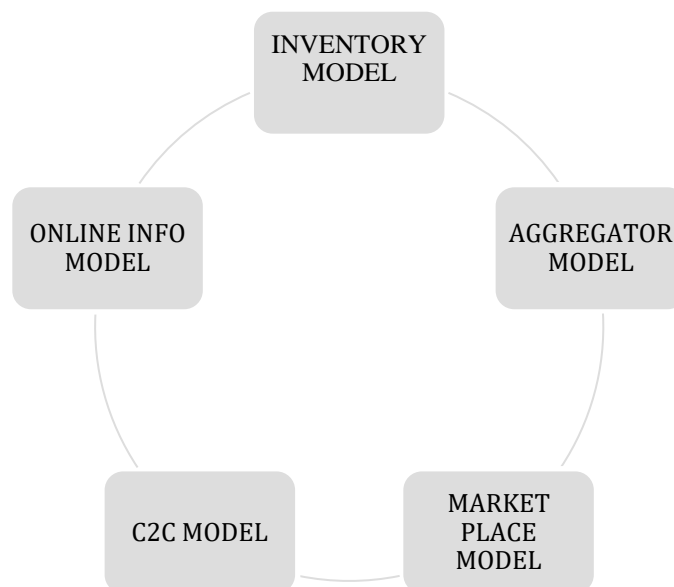 INVENTORY
MODEL
AGGREGATOR
MODEL
MARKET
PLACE
MODEL
C2C MODEL
ONLINE INFO
MODEL